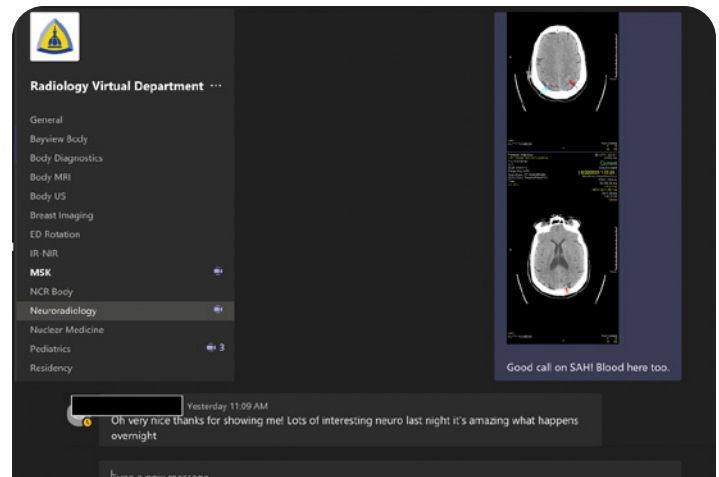 Radiology Virtual Department ...
General
Bayview Body
Body Diagnostics
Body MRI
Body US
Breast Imaging
ED Rotation
IR-NIR
MSK
NCR Body
Neuroradiology
Nuclear Medicine
Pediatrics 3
Residency
Current
Good call on SAH! Blood here too.
Yesterday 11:09 AM
Oh very nice thanks for showing me! Lots of interesting neuro last night it's amazing what happens
overnight